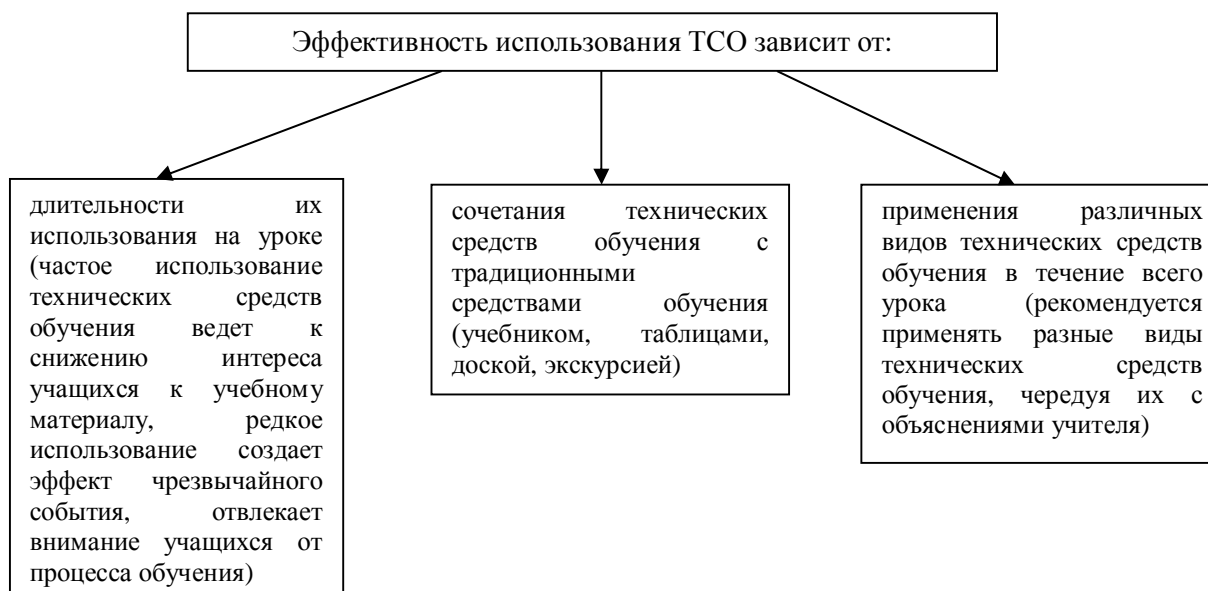 Эффективность использования ТСО зависит от:
длительности их
использования на уроке
(частое использование
технических средств
обучения ведет к
снижению интереса
учащихся к учебному
материалу, редкое
использование создает
эффект чрезвычайного
события, отвлекает
внимание учащихся от
процесса обучения)
сочетания технических
средств обучения с
традиционными
средствами обучения
(учебником, таблицами,
доской, экскурсией)
применения различных
видов технических средств
обучения в течение всего
урока (рекомендуется
применять разные виды
технических средств
обучения, чередуя их с
объяснениями учителя)